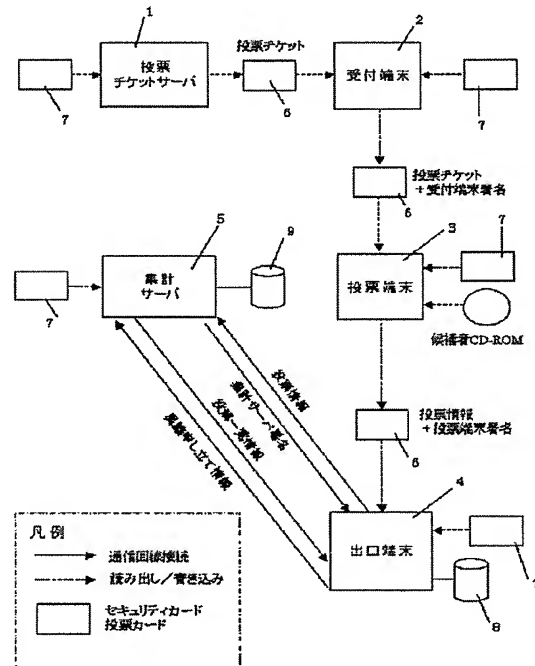 1
投票
チケットサーバ
7
投票チケット
6
2
受付端末
7
投票チケット
+受付端末署名
6
3
投票端末
7
候補者CD-ROM
5
集計
サーバ
9
7
投票情報
集計サーバ署名
投票一覧情報
異議申し立て情報
投票情報
+投票端末署名
6
4
出口端末
7
8
凡例
通信回線接続
読み出し/書き込み
セキュリティカード
投票カード